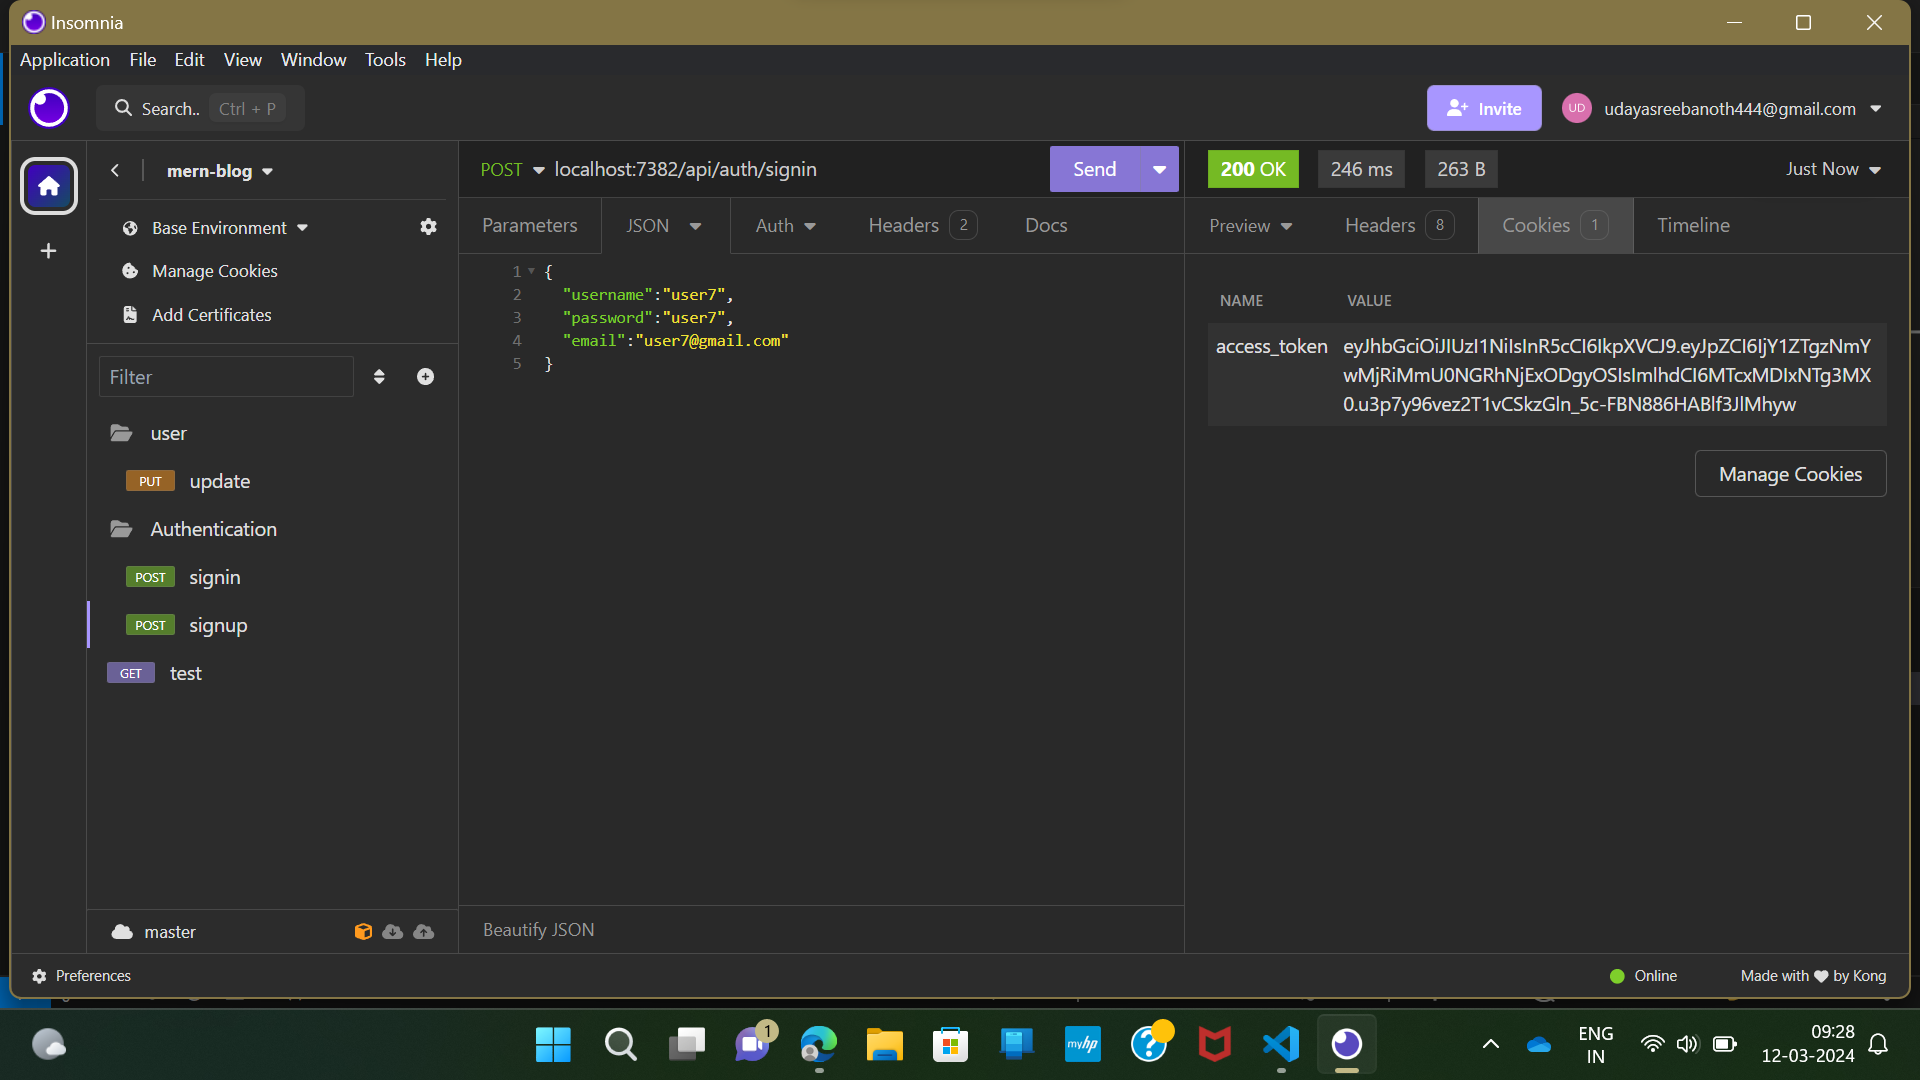 Insomnia
Application File Edit View Window Tools Help
Search.. Ctrl + P
Invite
UD
udayasreebanoth444@gmail.com
mern-blog
Base Environment
Manage Cookies
Add Certificates
Filter
user
PUT update
Authentication
POST signin
POST signup
GET test
master
POST localhost:7382/api/auth/signin
Send
Parameters JSON Auth Headers 2 Docs
1 {
2 "username":"user7",
3 "password":"user7",
4 "email":"user7@gmail.com"
5 }
Beautify JSON
200 OK 246 ms 263 B Just Now
Preview Headers 8 Cookies 1 Timeline
NAME VALUE
access_token eyJhbGciOiJIUzI1NiIsInR5cCI6IkpXVCJ9.eyJpZCI6IjY1ZTgzNmY
wMjRiMmU0NGRhNjExODgyOSIsImlhdCI6MTcxMDIxNTg3MX
0.u3p7y96vez2T1vCSkzGln_5c-FBN886HABlf3JlMhyw
Manage Cookies
Preferences
Online
Made with ❤ by Kong
1
myhp
ENG
IN
09:28
12-03-2024